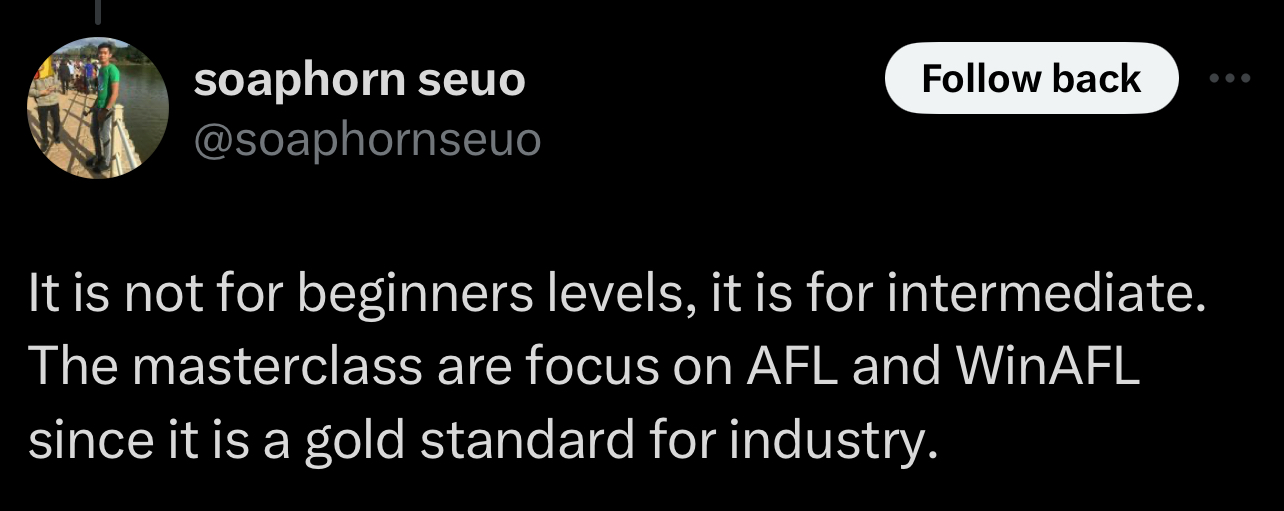 soaphorn seuo
Follow back
@soaphornseuo
It is not for beginners levels, it is for intermediate.
The masterclass are focus on AFL and WinAFL
since it is a gold standard for industry.